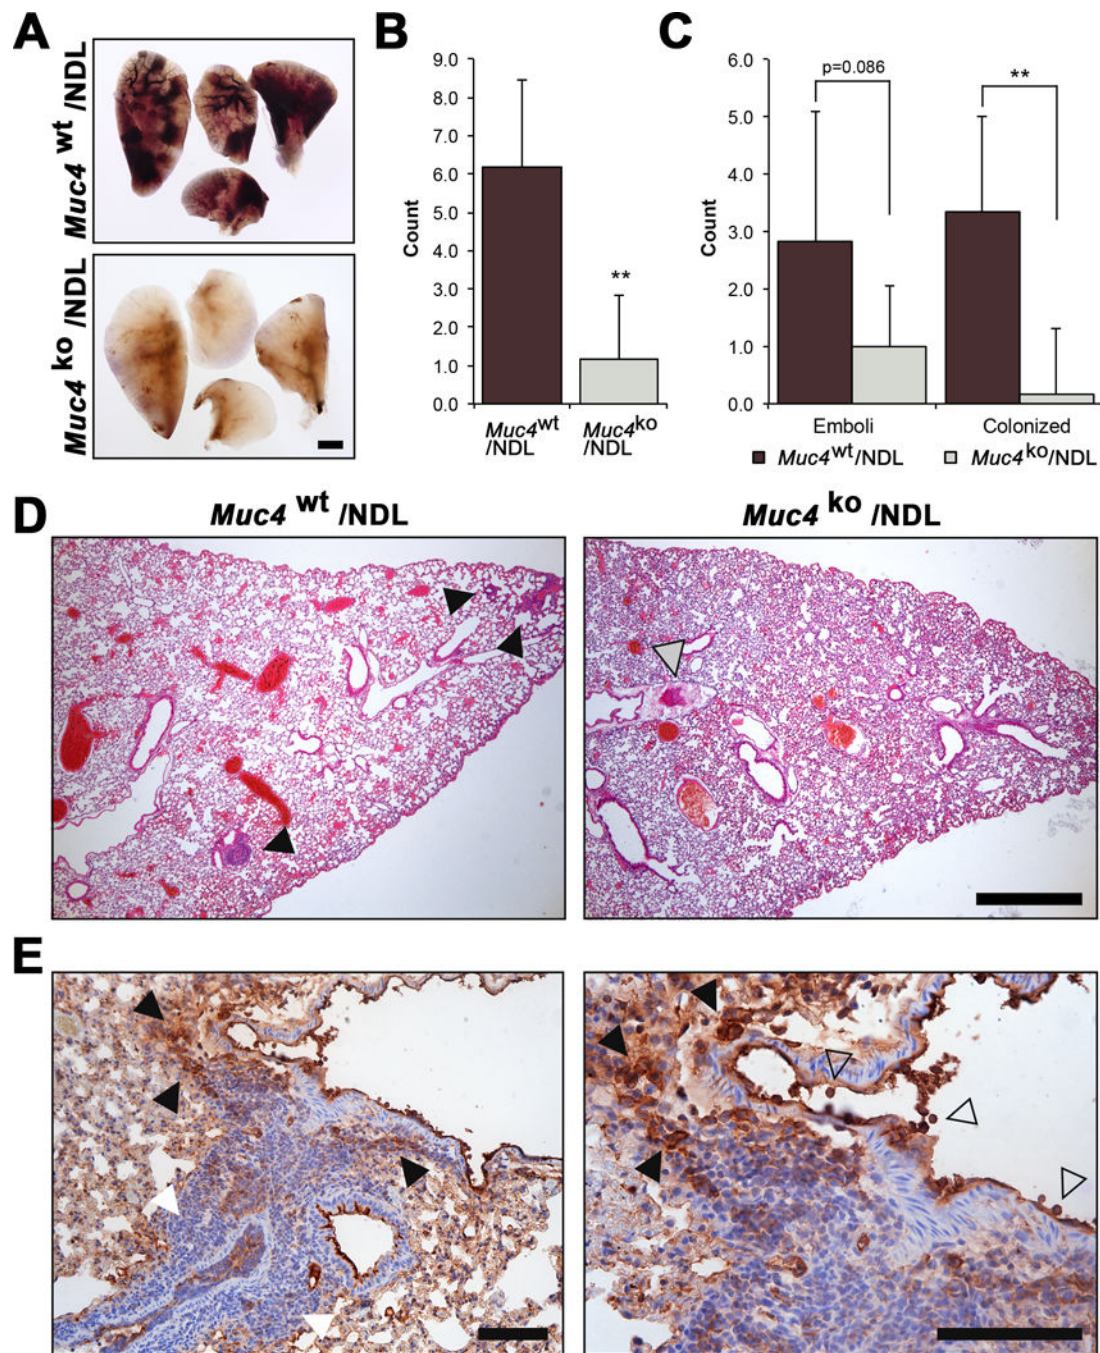 A
Muc4 wt /NDL
Muc4 ko /NDL
B
9.0
8.0
7.0
6.0
5.0
4.0
3.0
2.0
1.0
0.0
Count
**
Muc4wt
/NDL
Muc4ko
/NDL
C
6.0
5.0
4.0
3.0
2.0
1.0
0.0
Count
p=0.086
**
Emboli
Colonized
Muc4wt/NDL
Muc4ko/NDL
D
Muc4 wt /NDL
Muc4 ko /NDL
E